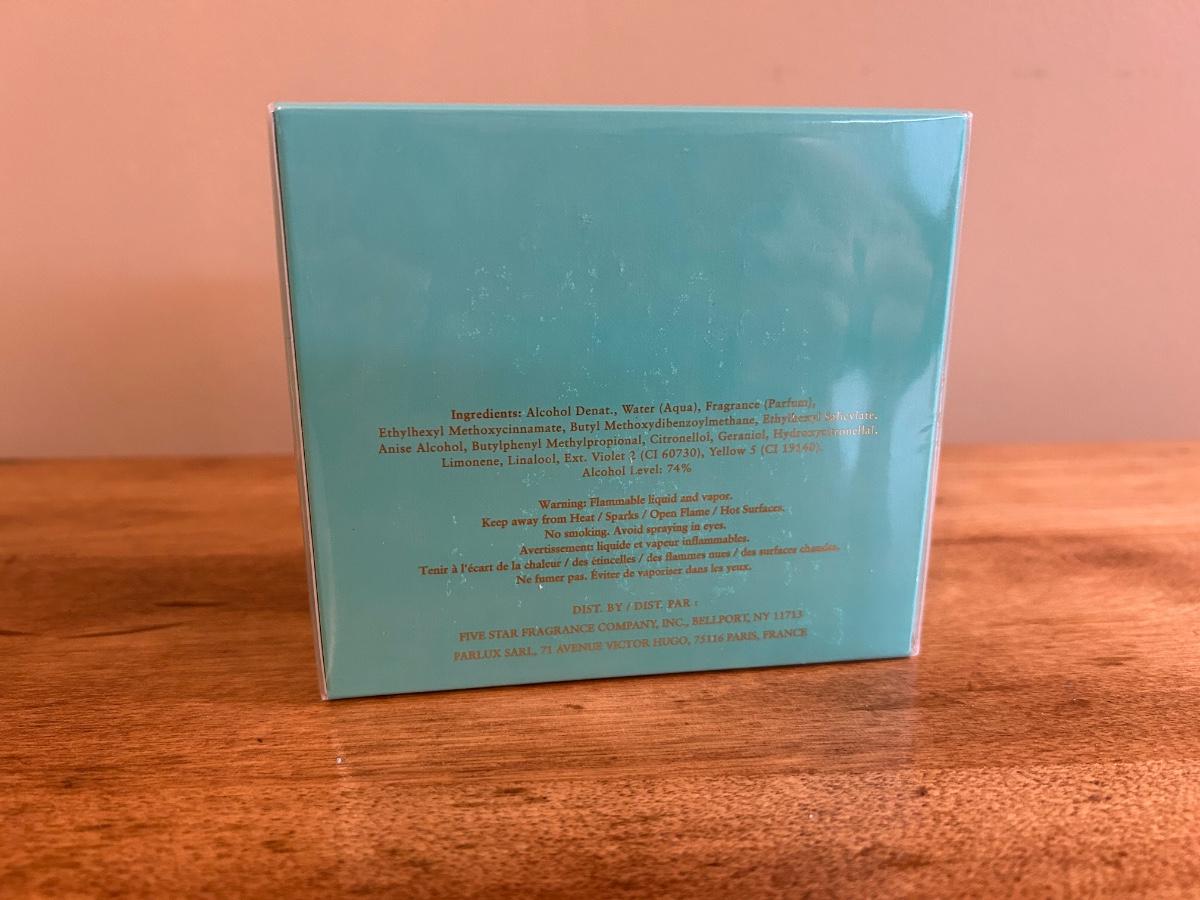 Ingredients: Alcohol Denat., Water (Aqua), Fragrance (Parfum),
Ethylhexyl Methoxycinnamate, Butyl Methoxydibenzoylmethane, Ethylhexyl Salicylate.
Anise Alcohol, Butylphenyl Methylpropional, Citronellol, Geraniol, Hydroxycitronellal.
Limonene, Linalool, Ext. Violet 2 (CI 60730), Yellow 5 (CI 19140).
Alcohol Level: 74%
Warning: Flammable liquid and vapor.
Keep away from Heat / Sparks / Open Flame / Hot Surfaces.
No smoking. Avoid spraying in eyes.
Avertissement: liquide et vapeur inflammables.
Tenir à l'écart de la chaleur / des étincelles / des flammes nues / des surfaces chaudes.
Ne fumer pas. Éviter de vaporiser dans les yeux.
DIST. BY / DIST. PAR :
FIVE STAR FRAGRANCE COMPANY, INC., BELLPORT, NY 11713
PARLUX SARL, 71 AVENUE VICTOR HUGO, 75116 PARIS, FRANCE